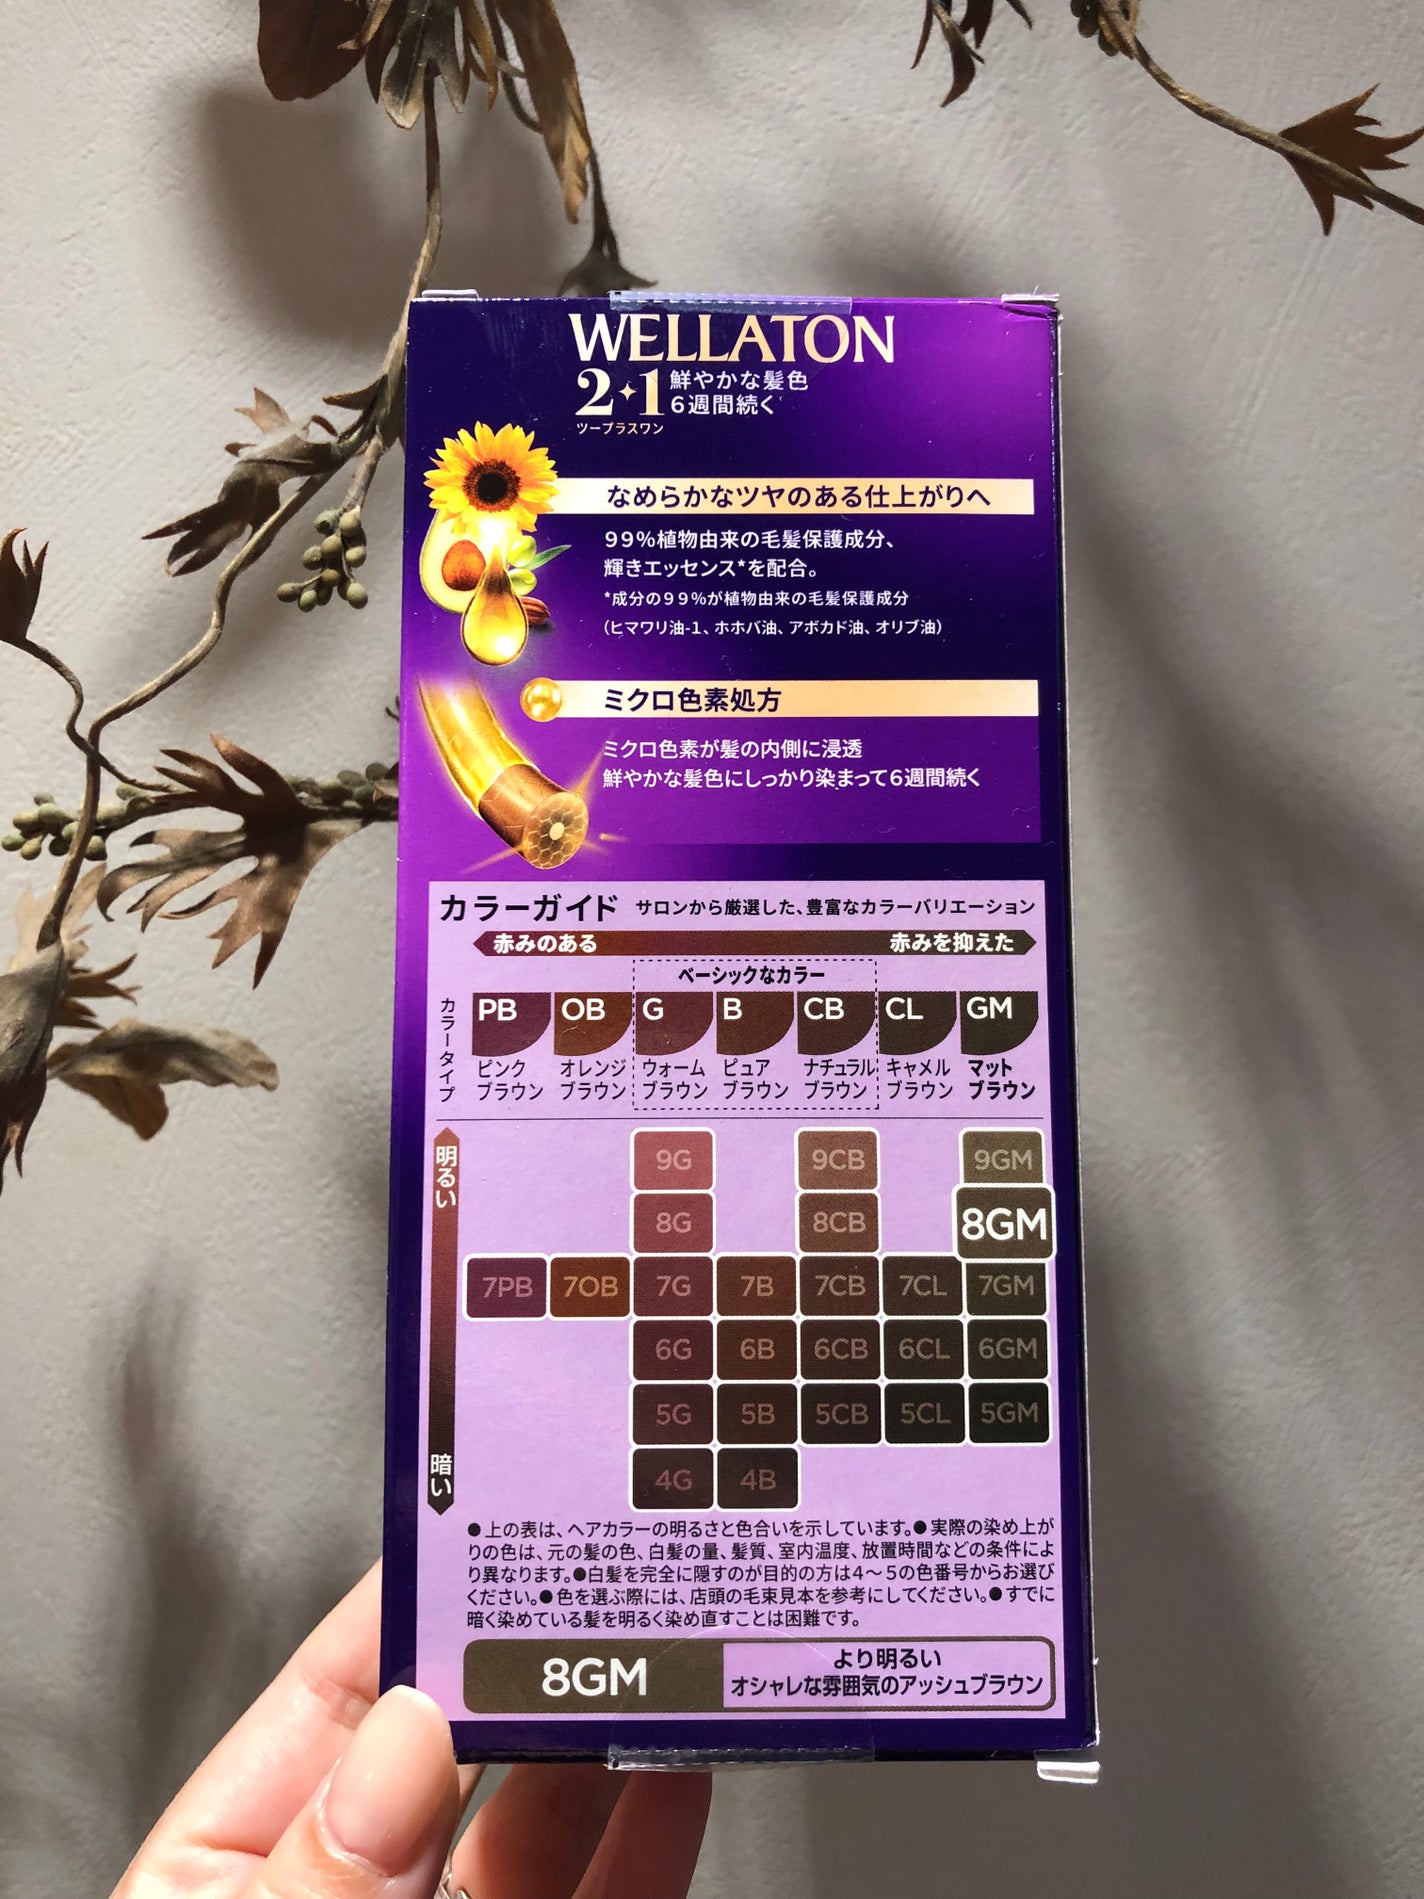 WELLATON
2+1 鮮やかな髪色
ツープラスワン 6週間続く
なめらかなツヤのある仕上がりへ
99%植物由来の毛髪保護成分、
輝きエッセンス*を配合。
*成分の99%が植物由来の毛髪保護成分
(ヒマワリ油-1、ホホバ油、アボカド油、オリブ油)
ミクロ色素処方
ミクロ色素が髪の内側に浸透
鮮やかな髪色にしっかり染まって6週間続く
カラーガイド サロンから厳選した、豊富なカラーバリエーション
赤みのある 赤みを抑えた
ベーシックなカラー
カラータイプ
PB OB G B CB CL GM
ピンク オレンジ ウォーム ピュア ナチュラル キャメル マット
ブラウン ブラウン ブラウン ブラウン ブラウン ブラウン ブラウン
明るい
9G 9CB 9GM
8G 8CB 8GM
7PB 7OB 7G 7B 7CB 7CL 7GM
6G 6B 6CB 6CL 6GM
5G 5B 5CB 5CL 5GM
暗い
4G 4B
●上の表は、ヘアカラーの明るさと色合いを示しています。●実際の染め上が
りの色は、元の髪の色、白髪の量、髪質、室内温度、放置時間などの条件によ
り異なります。●白髪を完全に隠すのが目的の方は4〜5の色番号からお選び
ください。●色を選ぶ際には、店頭の毛束見本を参考にしてください。●すでに
暗く染めている髪を明るく染め直すことは困難です。
8GM
より明るい
オシャレな雰囲気のアッシュブラウン